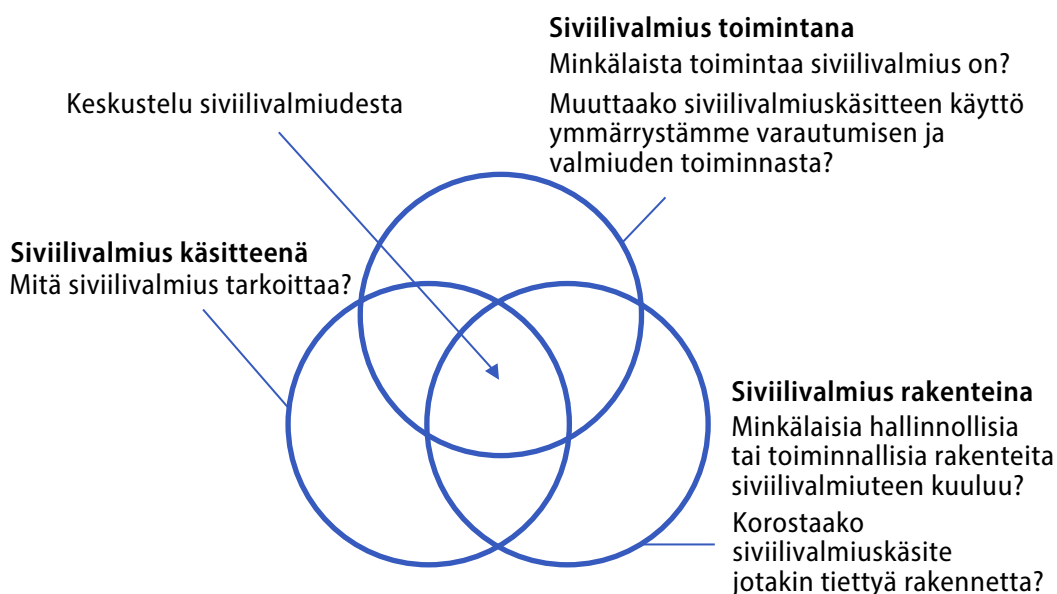 Siviilivalmius toimintana
Minkälaista toimintaa siviilivalmius on?
Muuttaako siviilivalmiuskäsitteen käyttö
ymmärrystämme varautumisen ja
valmiuden toiminnasta?
Keskustelu siviilivalmiudesta
Siviilivalmius käsitteenä
Mitä siviilivalmius tarkoittaa?
Siviilivalmius rakenteina
Minkälaisia hallinnollisia
tai toiminnallisia rakenteita
siviilivalmiuteen kuuluu?
Korostaako
siviilivalmiuskäsite
jotakin tiettyä rakennetta?